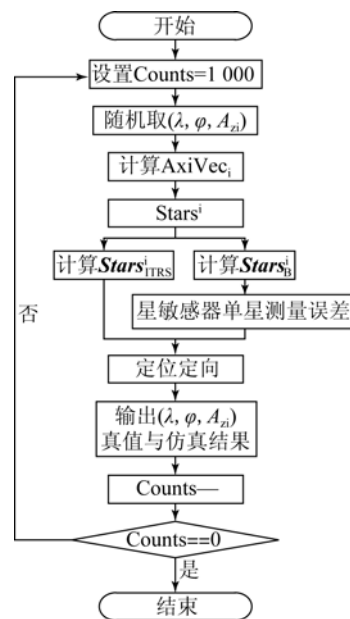 开始
设置Counts=1 000
随机取(λ, φ, Azi)
计算AxiVeci
Starsi
计算StarsiITRS
计算StarsiB
否
星敏感器单星测量误差
定位定向
输出(λ, φ, Azi)
真值与仿真结果
Counts—
Counts==0
是
结束